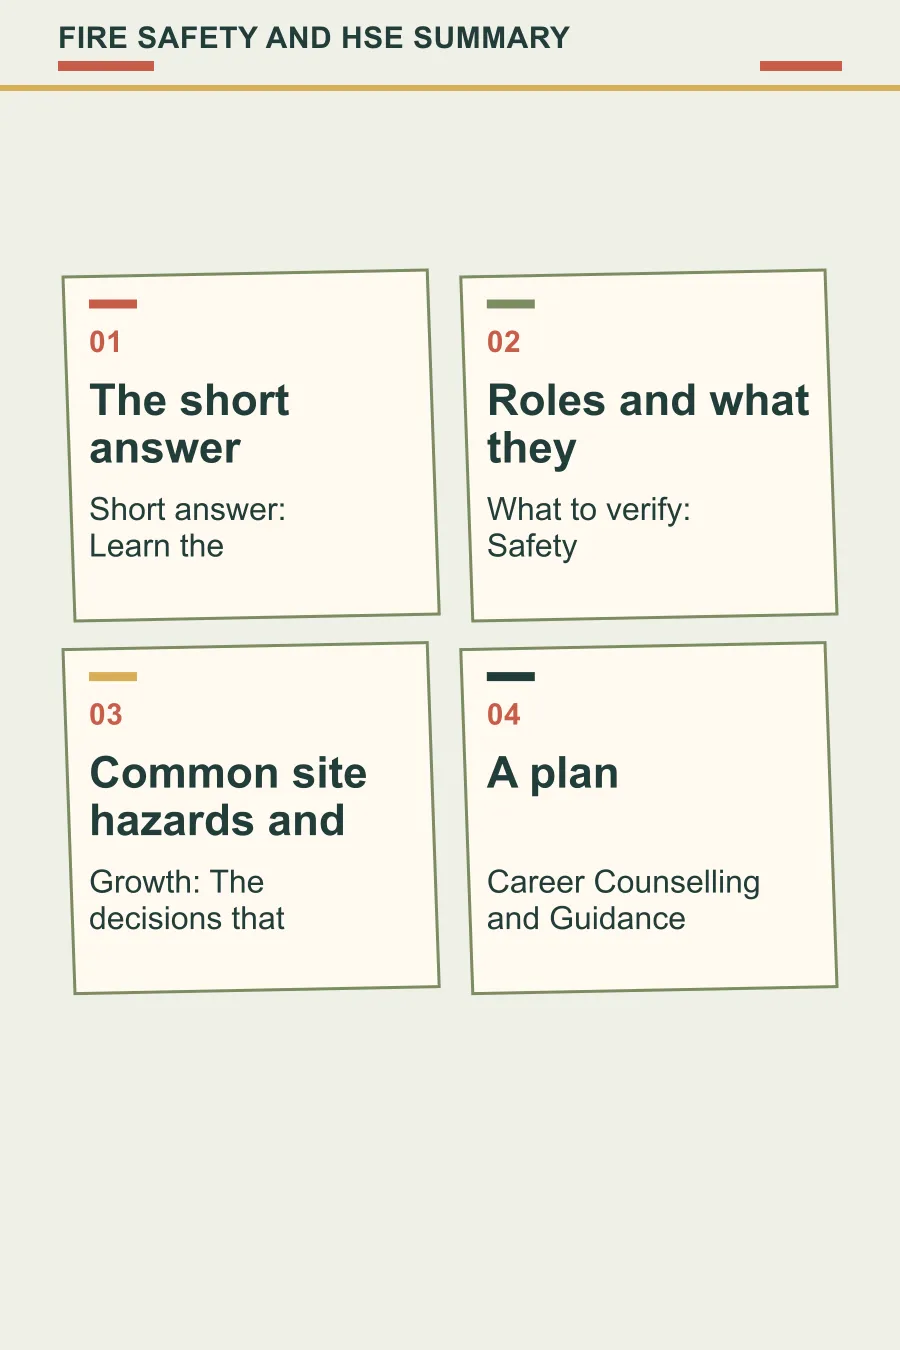 FIRE SAFETY AND HSE SUMMARY
01
The short
answer
Short answer:
Learn the
02
Roles and what
they
What to verify:
Safety
03
Common site
hazards and
Growth: The
decisions that
04
A plan
Career Counselling
and Guidance